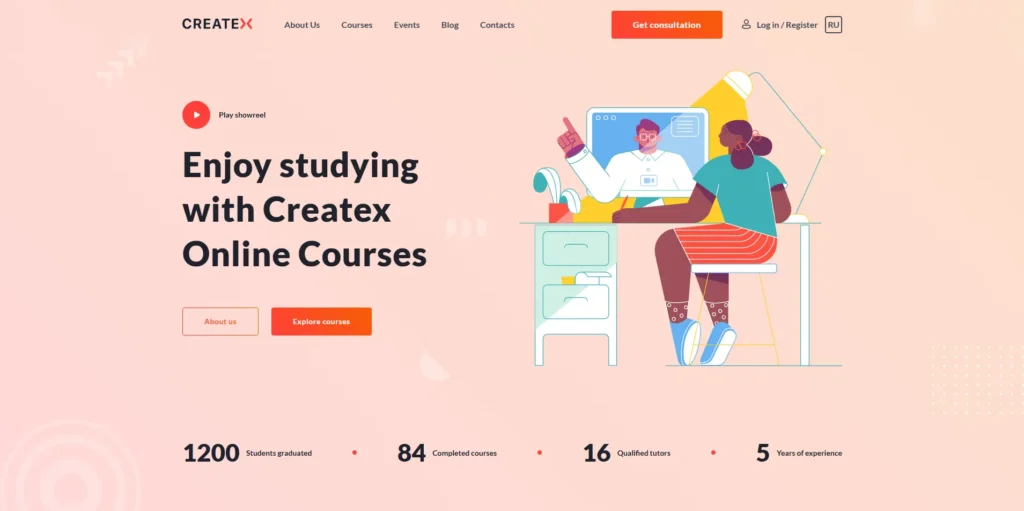 CREATEX
About Us
Courses
Events
Blog
Contacts
Get consultation
Log in / Register
RU
Play showreel
Enjoy studying
with Createx
Online Courses
About us
Explore courses
1200 Students graduated
84 Completed courses
16 Qualified tutors
5 Years of experience